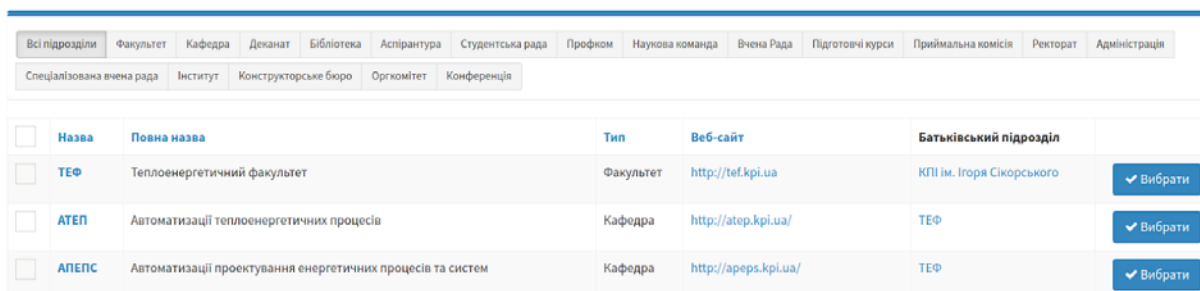 Всі підрозділи Факультет Кафедра Деканат Бібліотека Аспірантура Студентська рада Профком Наукова команда Вчена Рада Підготовчі курси Приймальна комісія Ректорат Адміністрація
Спеціалізована вчена рада Інститут Конструкторське бюро Оргкомітет Конференція
Назва Повна назва Тип Веб-сайт Батьківський підрозділ
ТЕФ Теплоенергетичний факультет Факультет http://tef.kpi.ua КПІ ім. Ігоря Сікорського Вибрати
АТЕП Автоматизації теплоенергетичних процесів Кафедра http://atep.kpi.ua/ ТЕФ Вибрати
АПЕПС Автоматизації проектування енергетичних процесів та систем Кафедра http://apeps.kpi.ua/ ТЕФ Вибрати